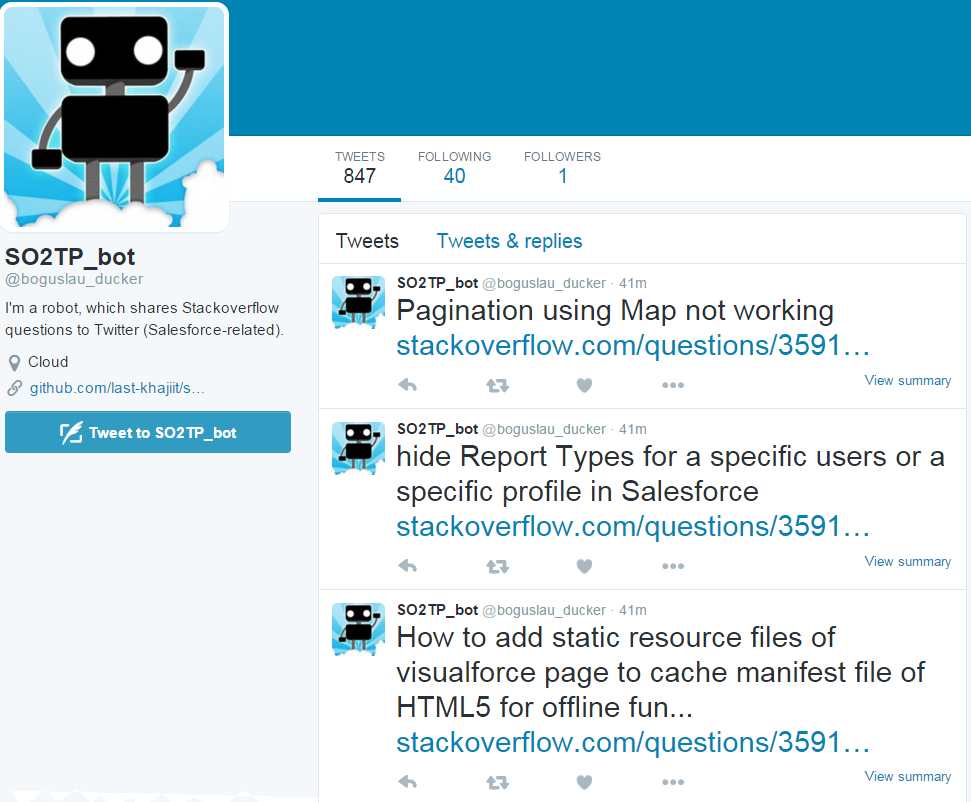 TWEETS FOLLOWING FOLLOWERS
847 40 1
SO2TP_bot
@boguslau_ducker
I'm a robot, which shares Stackoverflow
questions to Twitter (Salesforce-related).
Cloud
github.com/last-khajiit/s…
Tweet to SO2TP_bot
Tweets Tweets & replies
SO2TP_bot @boguslau_ducker · 41m
Pagination using Map not working
stackoverflow.com/questions/3591…
View summary
SO2TP_bot @boguslau_ducker · 41m
hide Report Types for a specific users or a
specific profile in Salesforce
stackoverflow.com/questions/3591…
View summary
SO2TP_bot @boguslau_ducker · 41m
How to add static resource files of
visualforce page to cache manifest file of
HTML5 for offline fun...
stackoverflow.com/questions/3591…
View summary